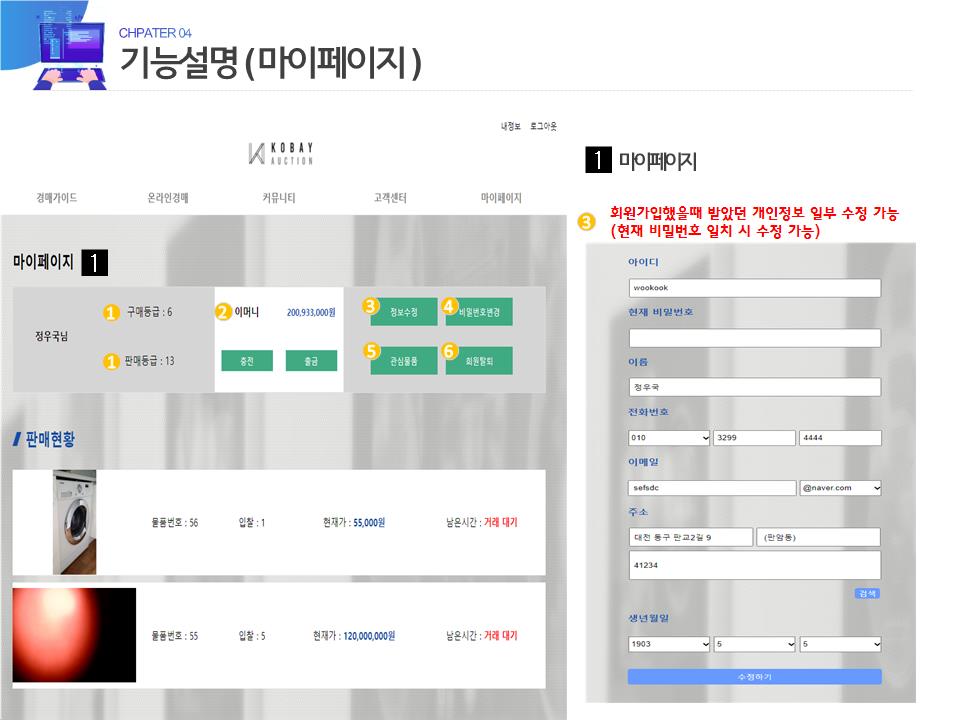 CHPATER 04
기능설명 ( 마이페이지 )
내정보 로그아웃
KOBAY
AUCTION
경매가이드 온라인경매 커뮤니티 고객센터 마이페이지
마이페이지 1
정우국님
1 구매등급 : 6
1 판매등급 : 13
2 이머니 200,933,000원
충전 출금
3 정보수정 4 비밀번호변경
5 관심물품 6 회원탈퇴
판매현황
물품번호 : 56 입찰 : 1 현재가 : 55,000원 남은시간 : 거래 대기
물품번호 : 55 입찰 : 5 현재가 : 120,000,000원 남은시간 : 거래 대기
1 마이페이지
3 회원가입했을때 받았던 개인정보 일부 수정 가능
(현재 비밀번호 일치 시 수정 가능)
아이디
wookook
현재 비밀번호
이름
정우국
전화번호
010 3299 4444
이메일
sefsdc @naver.com
주소
대전 동구 판교2길 9 (판암동)
41234
검색
생년월일
1903 5 5
수정하기